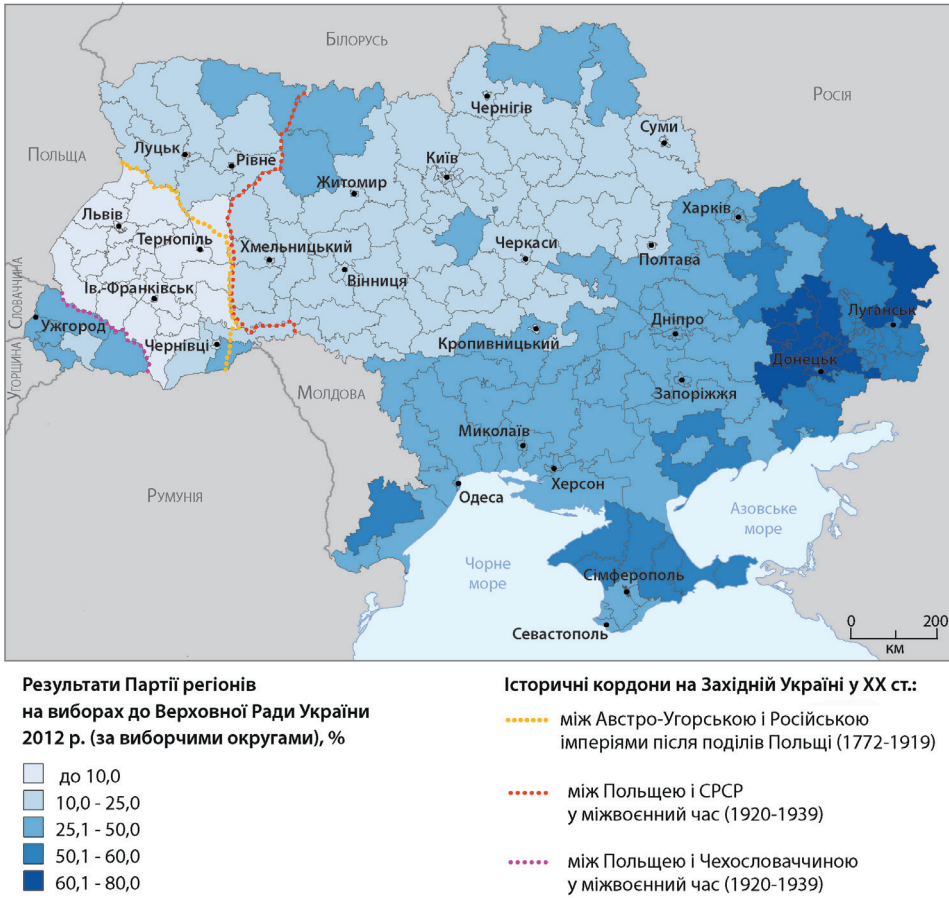 БІЛОРУСЬ
РОСІЯ
Чернігів
Суми
ПОЛЬЩА
Луцьк
Рівне
Київ
Житомир
Харків
Львів
Тернопіль
Хмельницький
Черкаси
Полтава
Вінниця
Ів.-Франківськ
СЛОВАЧЧИНА
Ужгород
Чернівці
Кропивницький
Дніпро
Луганськ
УГОРЩИНА
Донецьк
МОЛДОВА
Запоріжжя
Миколаїв
Херсон
РУМУНІЯ
Одеса
Азовське
море
Чорне
море
Сімферополь
Севастополь
0 200
км
Результати Партії регіонів
на виборах до Верховної Ради України
2012 р. (за виборчими округами), %
до 10,0
10,0 - 25,0
25,1 - 50,0
50,1 - 60,0
60,1 - 80,0
Історичні кордони на Західній Україні у ХХ ст.:
між Австро-Угорською і Російською
імперіями після поділів Польщі (1772-1919)
між Польщею і СРСР
у міжвоєнний час (1920-1939)
між Польщею і Чехословаччиною
у міжвоєнний час (1920-1939)